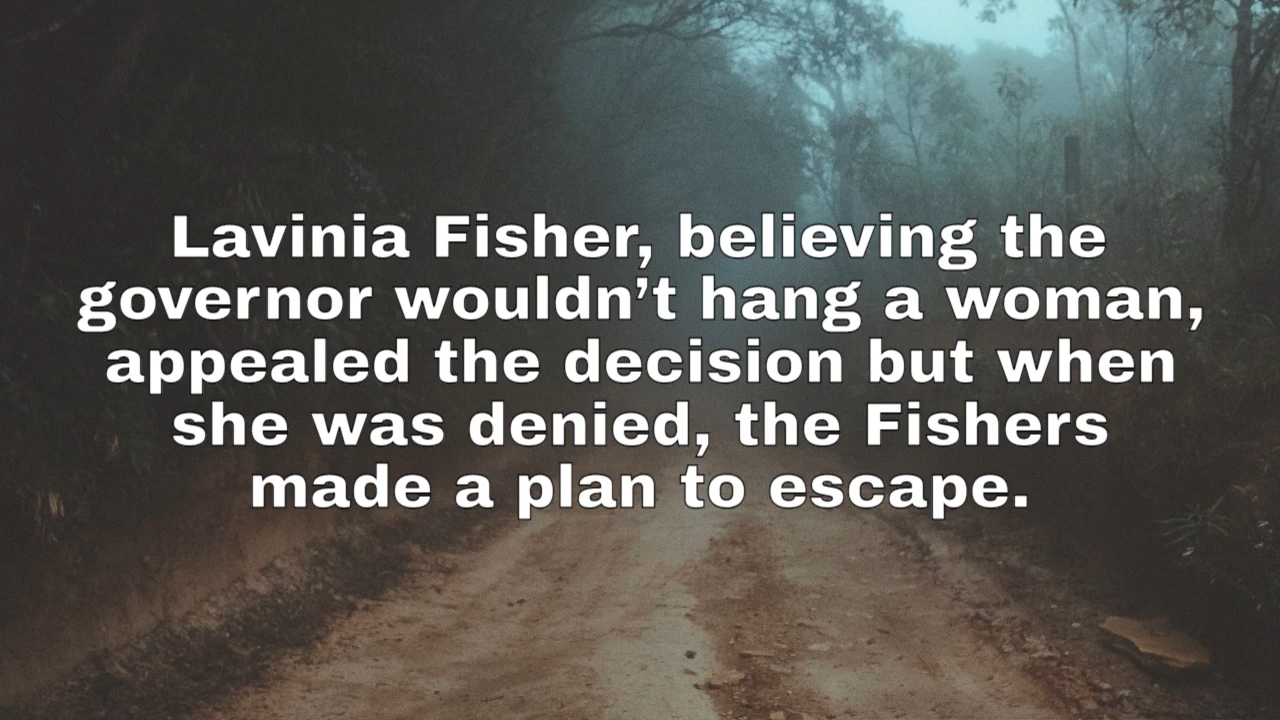 Lavinia Fisher, believing the
governor wouldn’t hang a woman,
appealed the decision but when
she was denied, the Fishers
made a plan to escape.